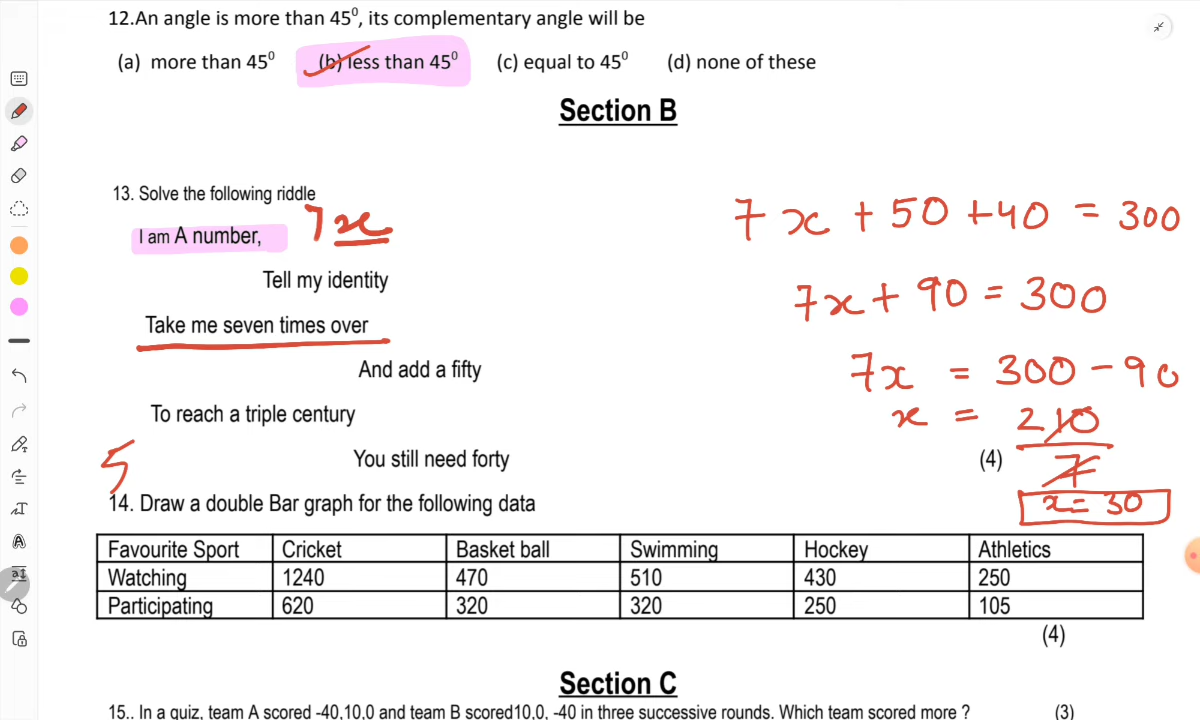 12.An angle is more than 45⁰, its complementary angle will be
(a) more than 45⁰ (b) less than 45⁰ (c) equal to 45⁰ (d) none of these
Section B
13. Solve the following riddle
I am A number, 7x
Tell my identity
Take me seven times over
And add a fifty
To reach a triple century
You still need forty
(4)
7x + 50 + 40 = 300
7x + 90 = 300
7x = 300 - 90
x = 210
7
x = 30
5
14. Draw a double Bar graph for the following data
Favourite Sport Cricket Basket ball Swimming Hockey Athletics
Watching 1240 470 510 430 250
Participating 620 320 320 250 105
(4)
Section C
15.. In a quiz, team A scored -40,10,0 and team B scored10,0, -40 in three successive rounds. Which team scored more ? (3)